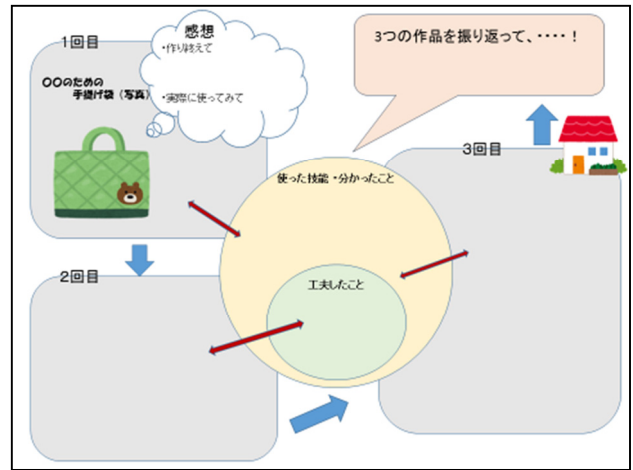 1回目
〇〇のための
手提げ袋（写真）
感想
・作り終えて
・実際に使ってみて
3つの作品を振り返って、・・・・！
3回目
使った技能・分かったこと
工夫したこと
2回目